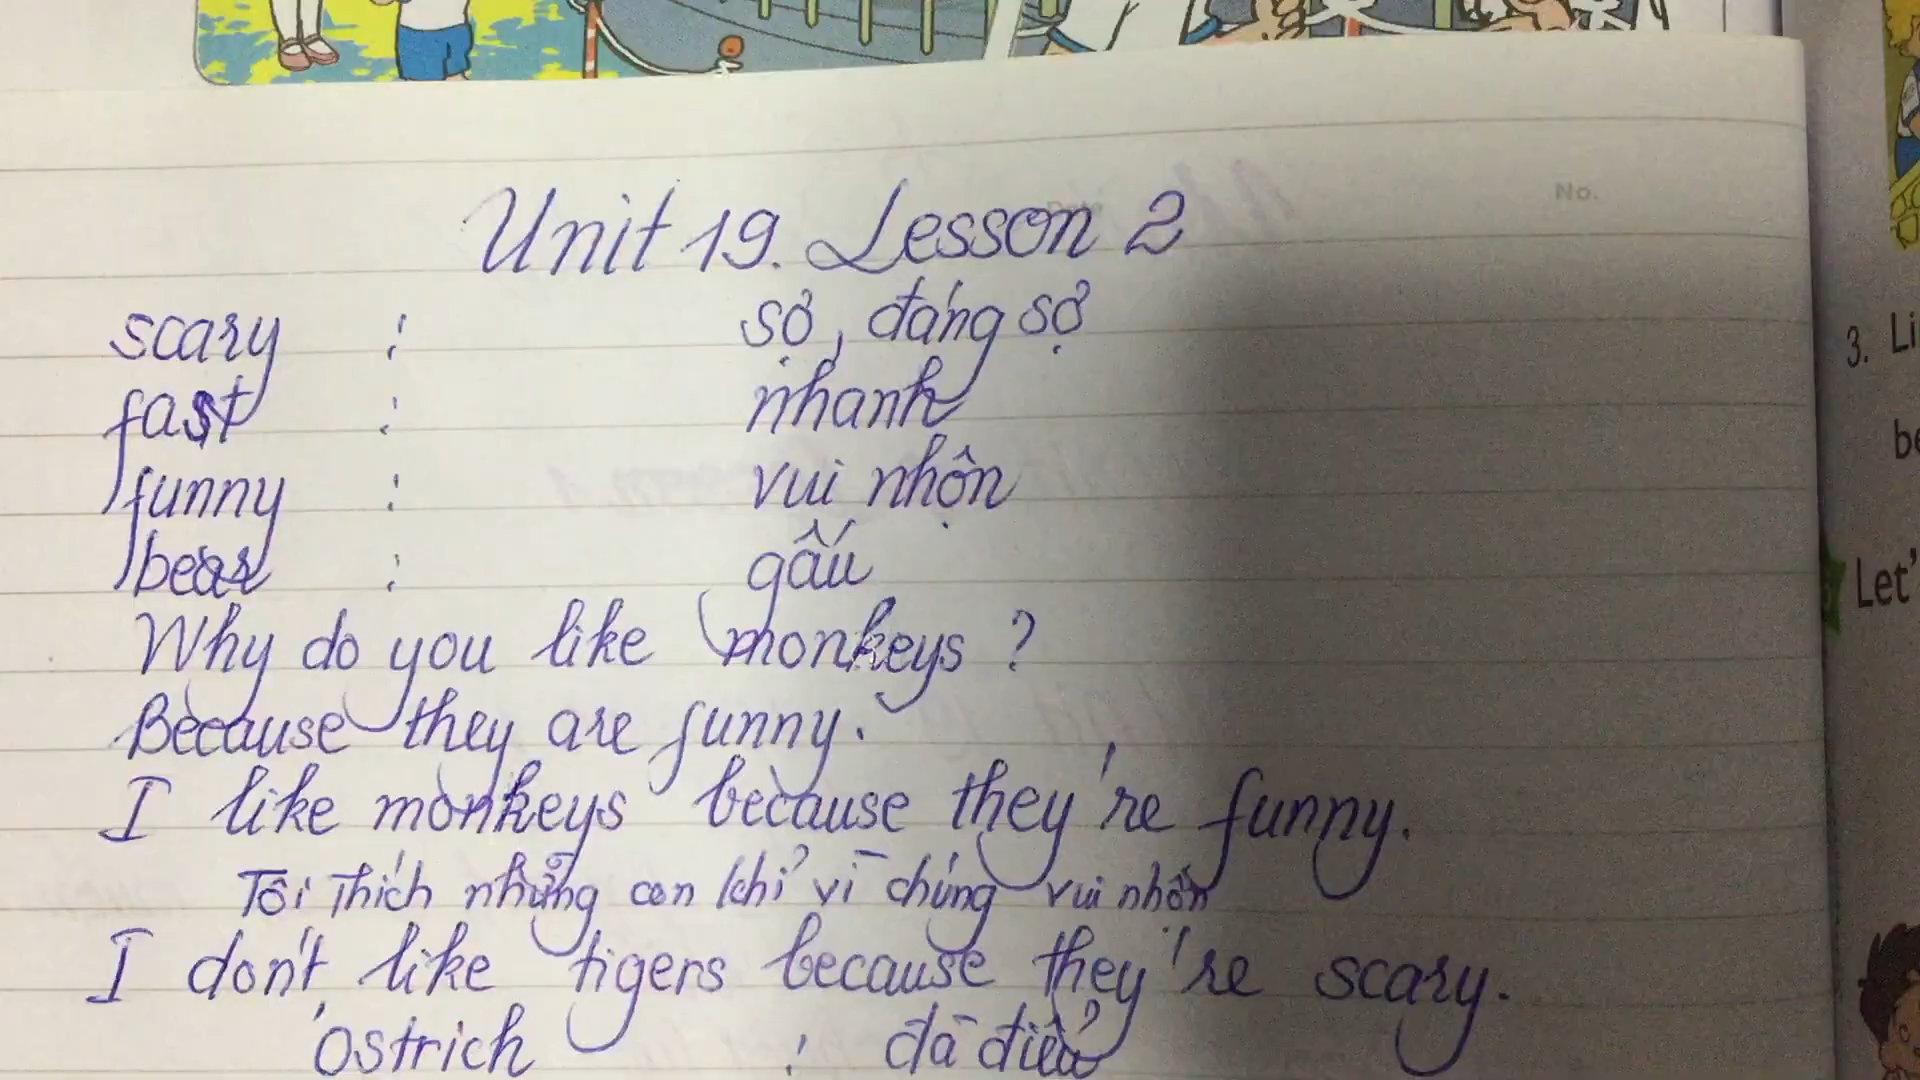 No.
Unit 19. Lesson 2
scary : sợ, đáng sợ
fast : nhanh
funny : vui nhộn
bear : gấu
Why do you like monkeys ?
Because they are funny.
I like monkeys because they're funny.
Tôi thích những con khỉ vì chúng vui nhộn
I don't like tigers because they're scary.
Ostrich : đà điểu
3. Li
be
Let'